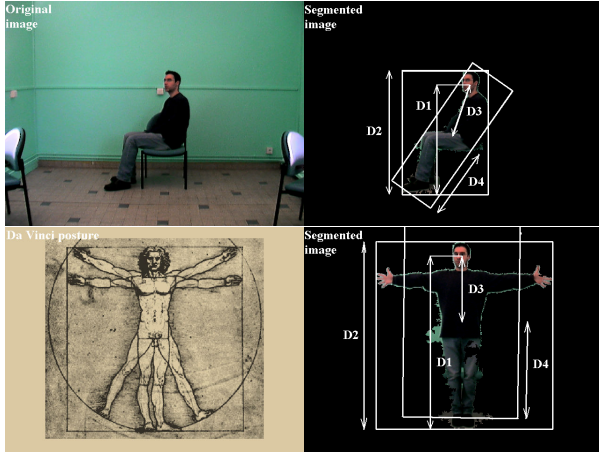 Original
image
Segmented
image
D1
D3
D2
D4
Da Vinci posture
Segmented
image
D3
D2
D1
D4